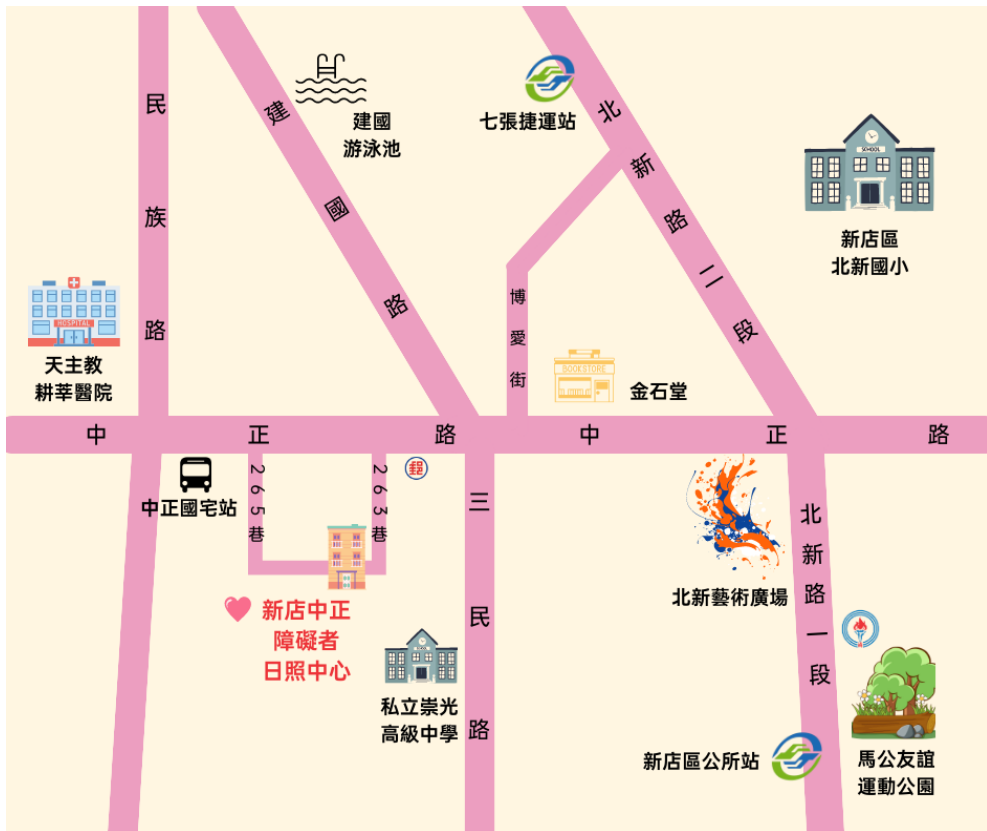 民族路
建國路
建國
游泳池
七張捷運站
北新路二段
SCHOOL
新店區
北新國小
HOSPITAL
天主教
耕莘醫院
博愛街
BOOKSTORE
金石堂
中正路
中正路
中正國宅站
265巷
263巷
郵
三民路
北新路一段
北新藝術廣場
新店中正
障礙者
日照中心
私立崇光
高級中學
新店區公所站
馬公友誼
運動公園